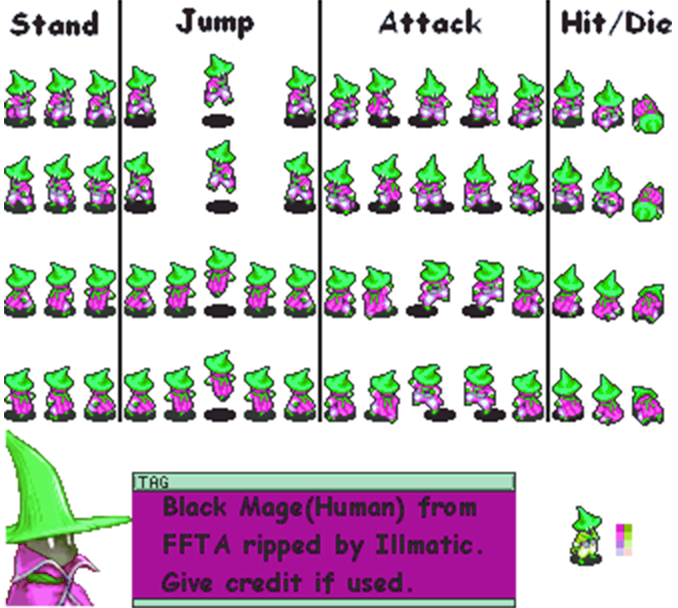 Stand Jump Attack Hit/Die
TAG
Black Mage(Human) from
FFTA ripped by Illmatic.
Give credit if used.